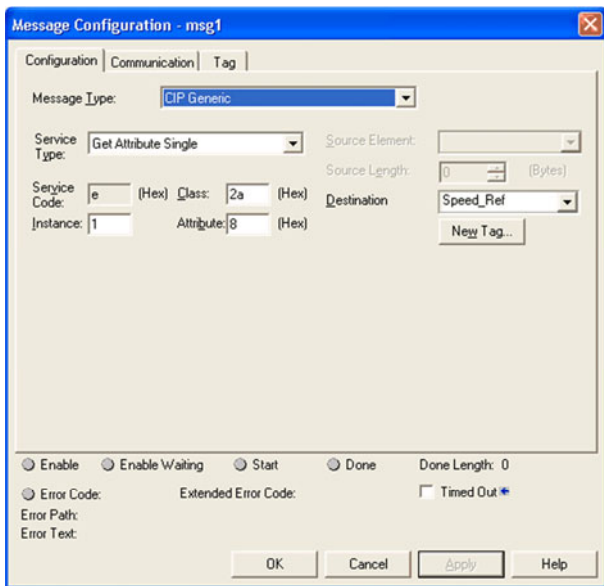 Message Configuration - msg1
Configuration Communication Tag
Message Type: CIP Generic
Service Type: Get Attribute Single
Source Element:
Source Length: 0 (Bytes)
Service Code: e (Hex) Class: 2a (Hex)
Destination Speed_Ref
Instance: 1 Attribute: 8 (Hex)
New Tag...
Enable Enable Waiting Start Done Done Length: 0
Error Code: Extended Error Code: Timed Out
Error Path:
Error Text:
OK Cancel Apply Help